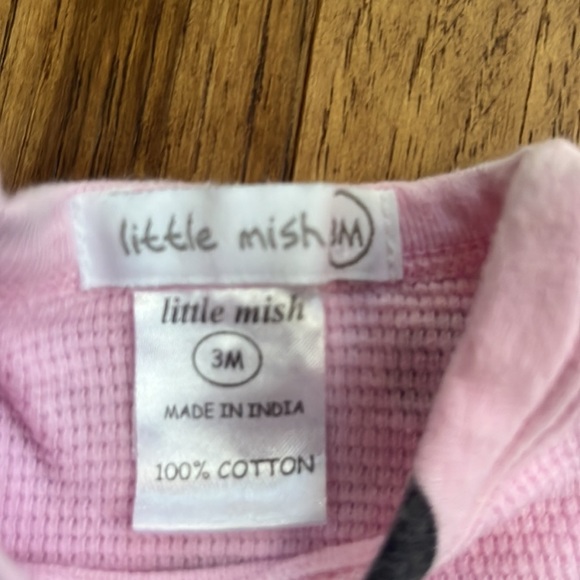 little mish 3M
little mish
3M
MADE IN INDIA
100% COTTON